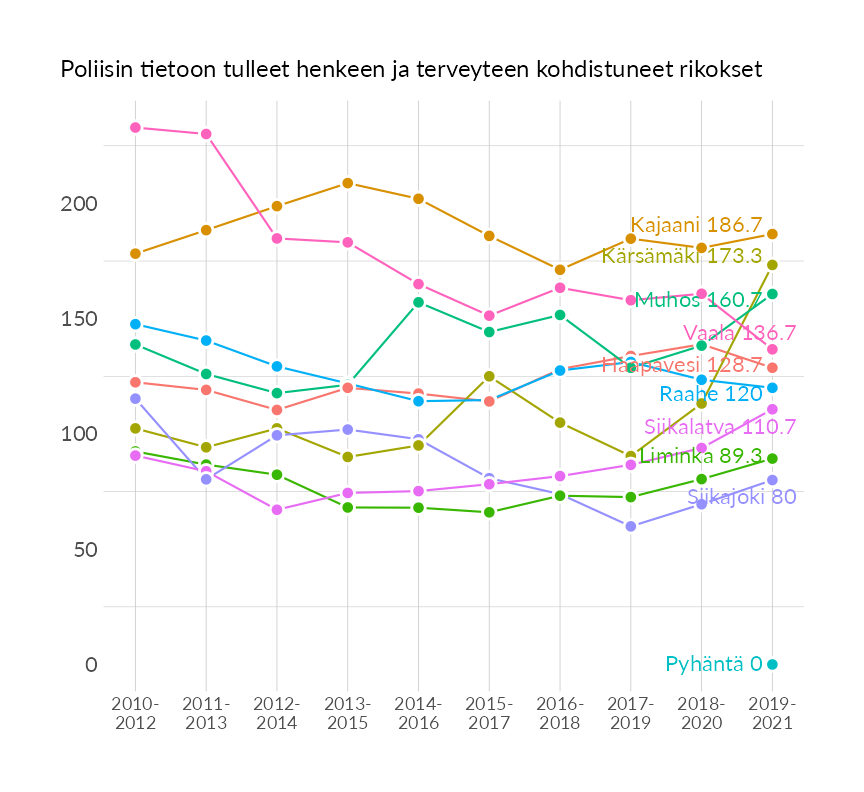 Poliisin tietoon tulleet henkeen ja terveyteen kohdistuneet rikokset
200
150
100
50
0
Kajaani 186.7
Kärsämäki 173.3
Muhos 160.7
Vaala 136.7
Haapavesi 128.7
Raahe 120
Siikalatva 110.7
Liminka 89.3
Siikajoki 80
Pyhäntä 0
2010- 2011- 2012- 2013- 2014- 2015- 2016- 2017- 2018- 2019-
2012 2013 2014 2015 2016 2017 2018 2019 2020 2021